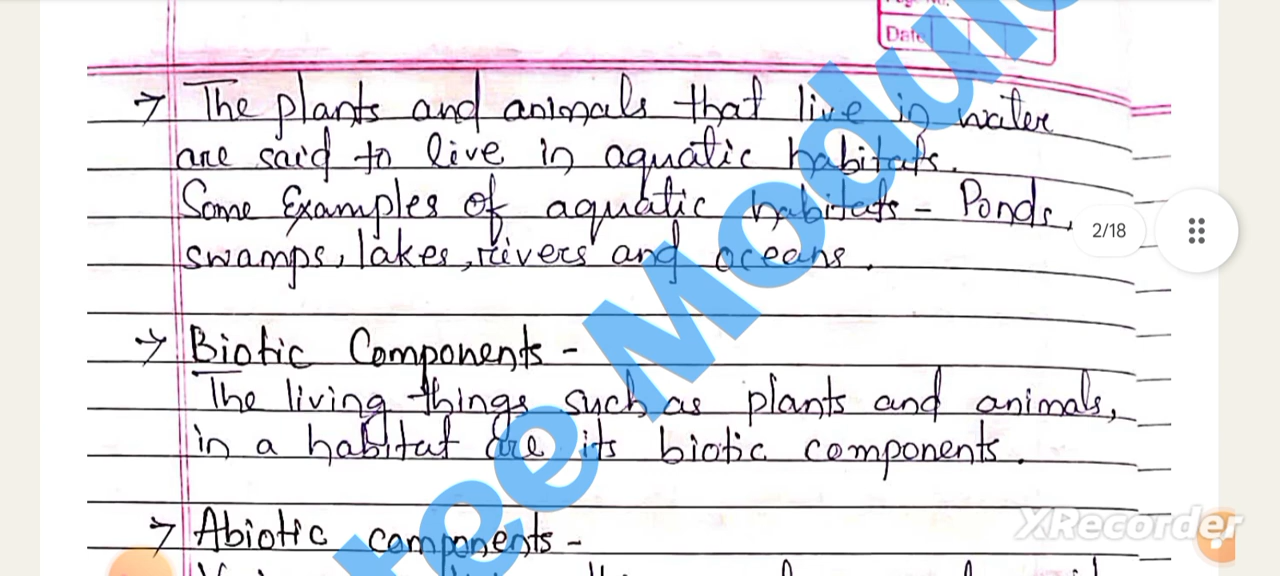 Page No.
Date
→ The plants and animals that live in water
are said to live in aquatic habitats.
Some Examples of aquatic habitats - Ponds,
swamps, lakes, rivers and oceans.
2/18
→ Biotic Components -
The living things such as plants and animals,
in a habitat are its biotic components.
→ Abiotic components -
XRecorder